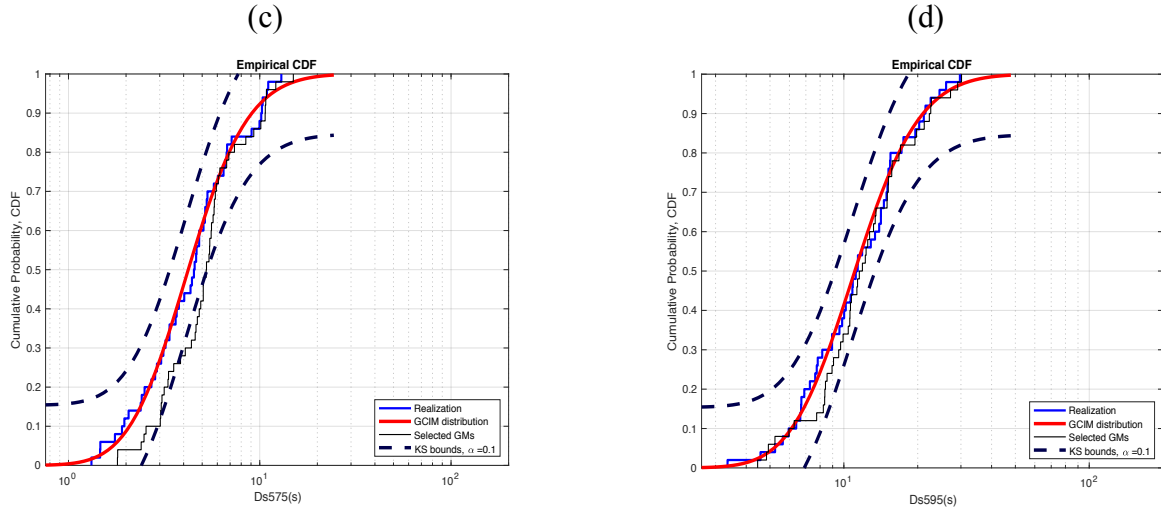 (c)
(d)
Empirical CDF
1
0.9
0.8
0.7
0.6
0.5
0.4
0.3
0.2
0.1
0
Cumulative Probability, CDF
10^0
10^1
10^2
Ds575(s)
Realization
GCIM distribution
Selected GMs
KS bounds, α =0.1
Empirical CDF
1
0.9
0.8
0.7
0.6
0.5
0.4
0.3
0.2
0.1
0
Cumulative Probability, CDF
10^1
10^2
Ds595(s)
Realization
GCIM distribution
Selected GMs
KS bounds, α =0.1